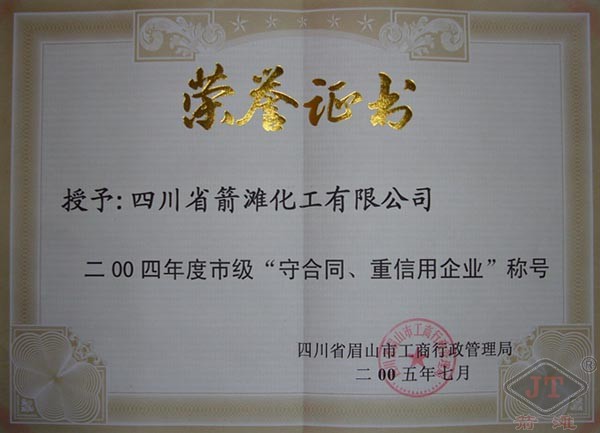 荣誉证书
授予:四川省箭滩化工有限公司
二00四年度市级“守合同、重信用企业”称号
四川省眉山市工商行政管理局
二00五年七月
JT
箭滩